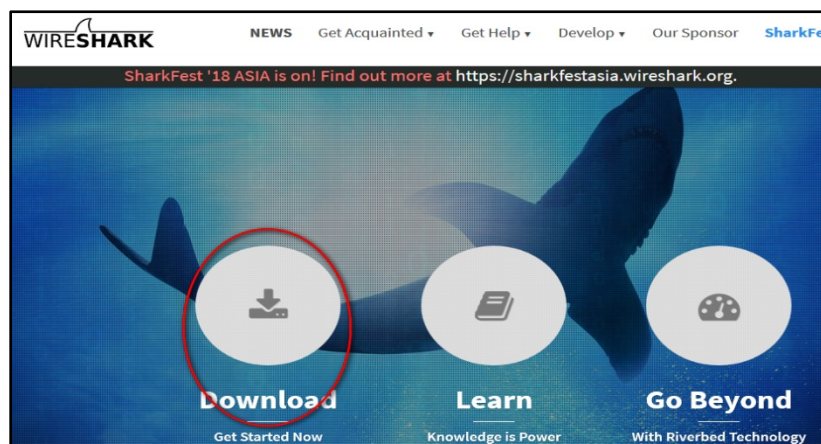 WIRESHARK
NEWS Get Acquainted ▾ Get Help ▾ Develop ▾ Our Sponsor SharkFe
SharkFest '18 ASIA is on! Find out more at https://sharkfestasia.wireshark.org.
Download Learn Go Beyond
Get Started Now Knowledge is Power With Riverbed Technology